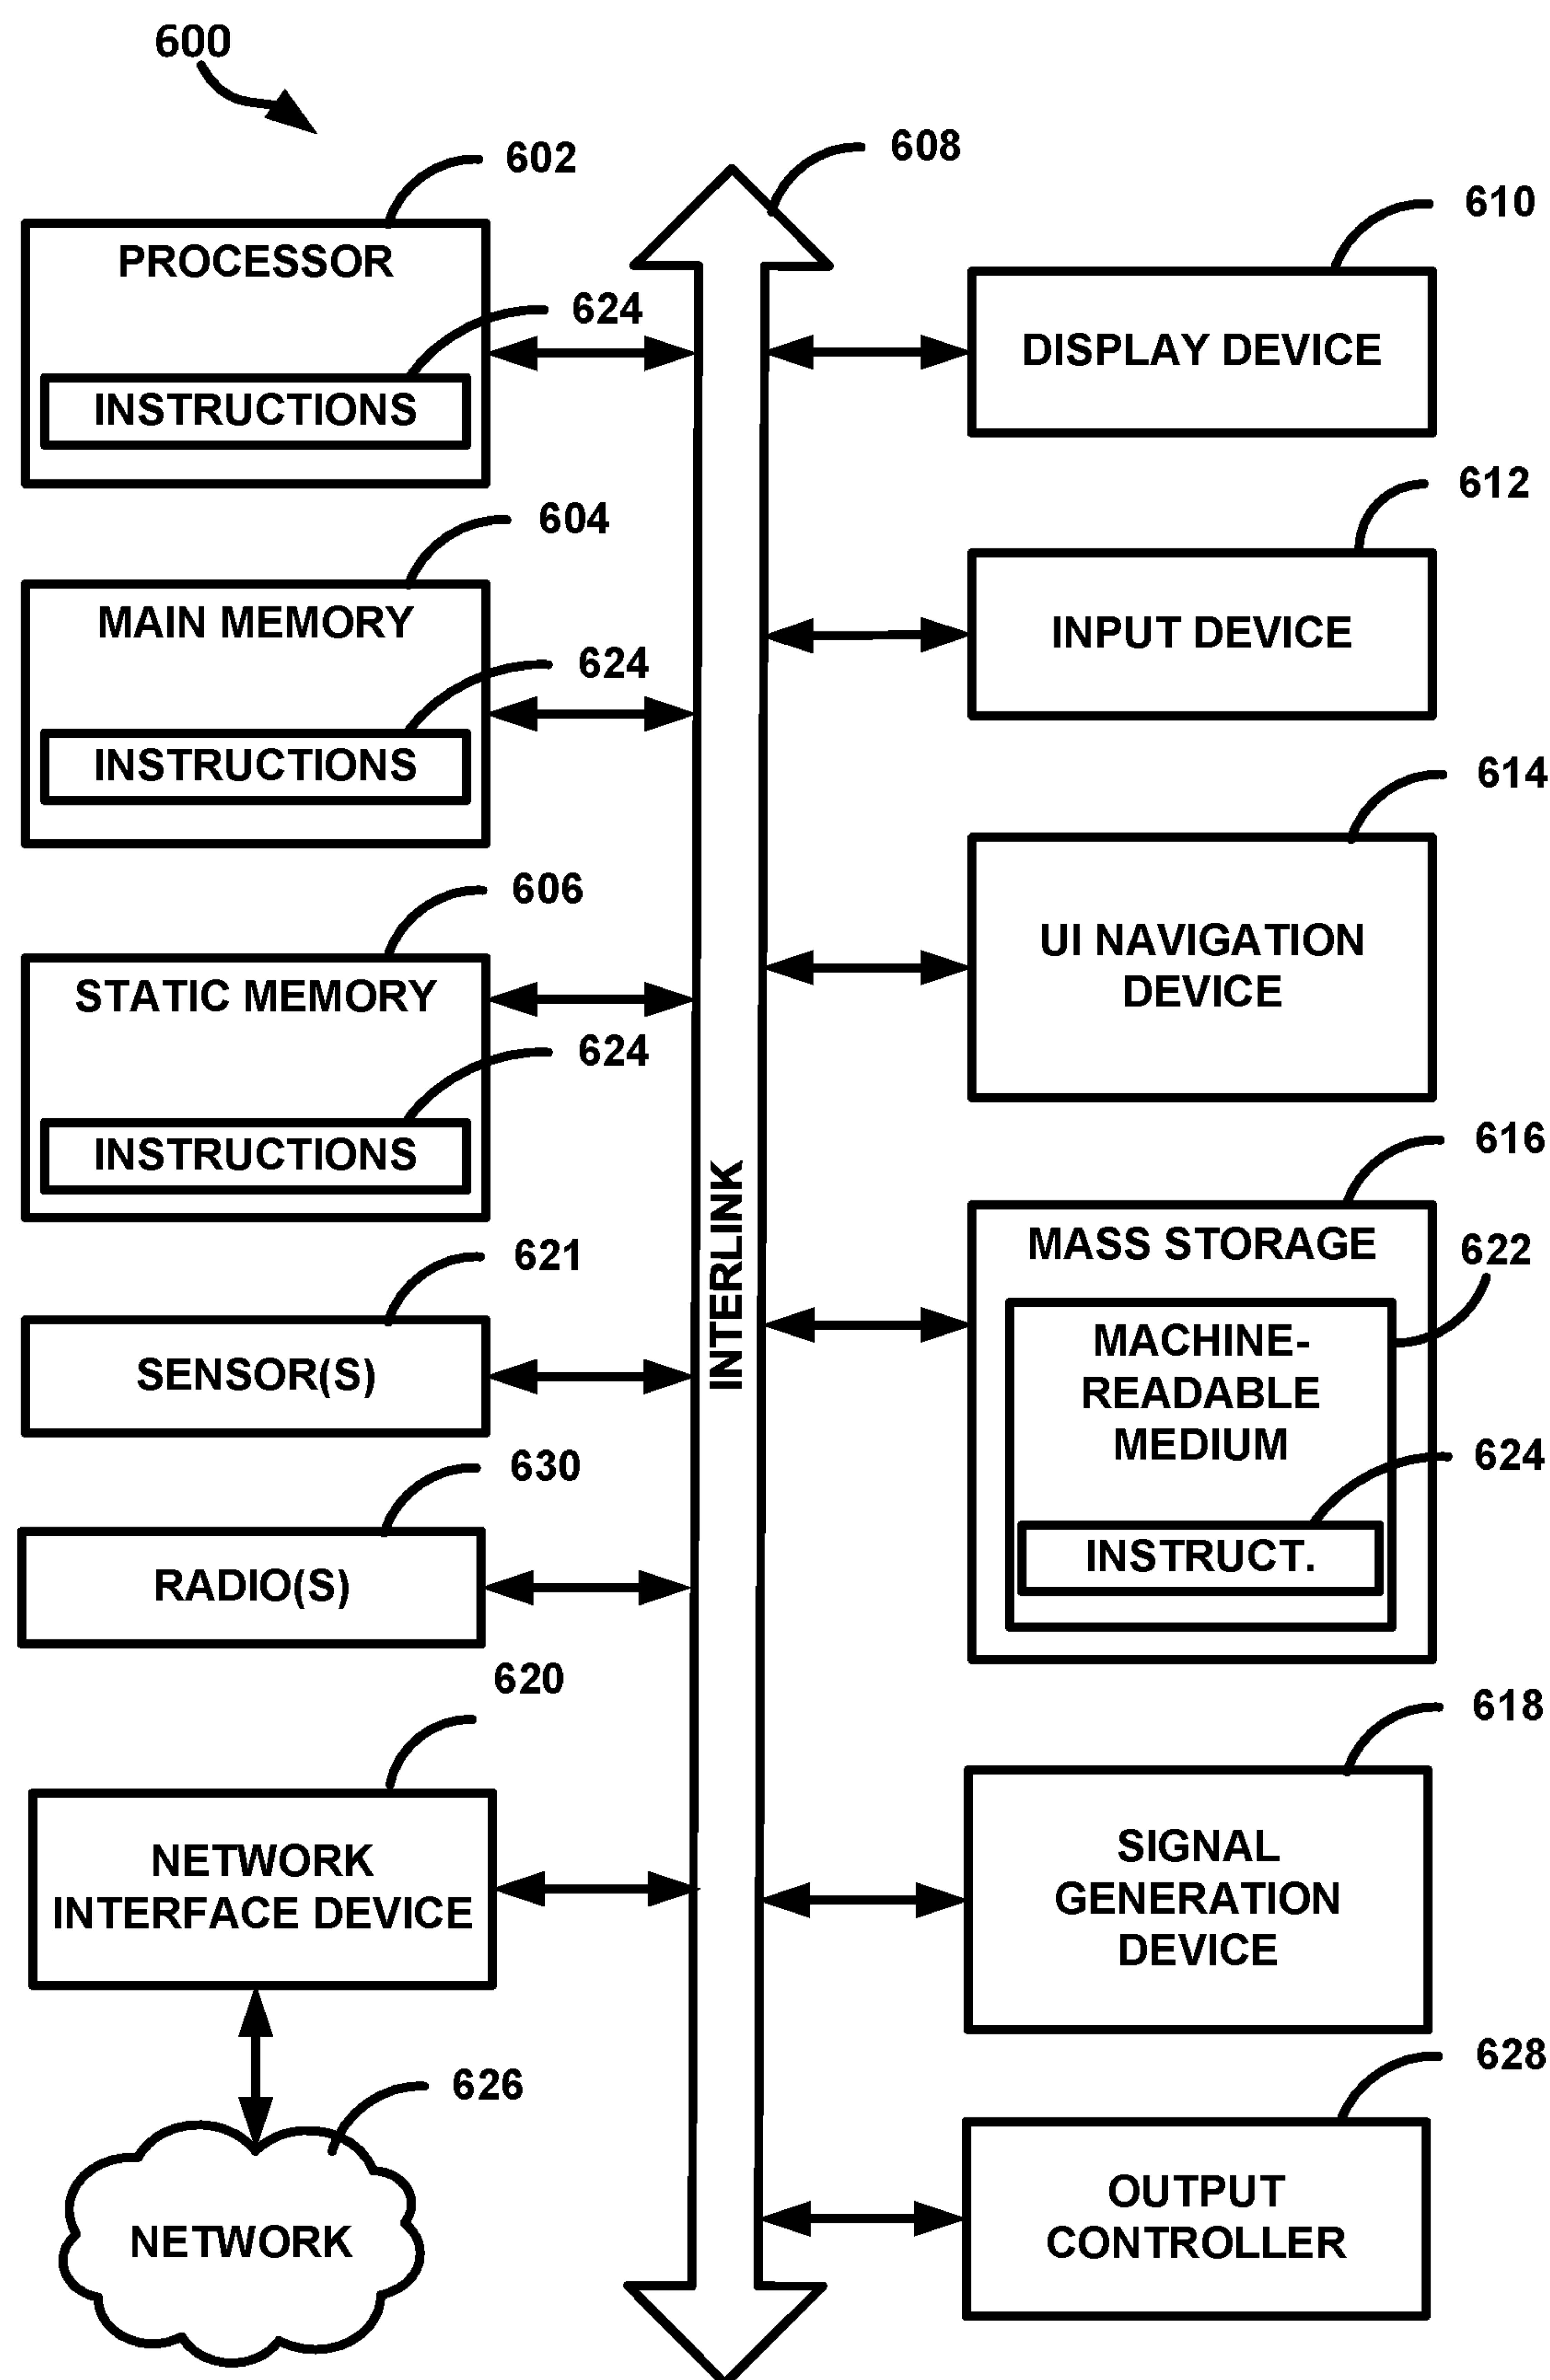 600
602
PROCESSOR
624
INSTRUCTIONS
604
MAIN MEMORY
624
INSTRUCTIONS
606
STATIC MEMORY
624
INSTRUCTIONS
621
SENSOR(S)
630
RADIO(S)
620
NETWORK
INTERFACE DEVICE
626
NETWORK
608
INTERLINK
610
DISPLAY DEVICE
612
INPUT DEVICE
614
UI NAVIGATION
DEVICE
616
MASS STORAGE
622
MACHINE-
READABLE
MEDIUM
624
INSTRUCT.
618
SIGNAL
GENERATION
DEVICE
628
OUTPUT
CONTROLLER